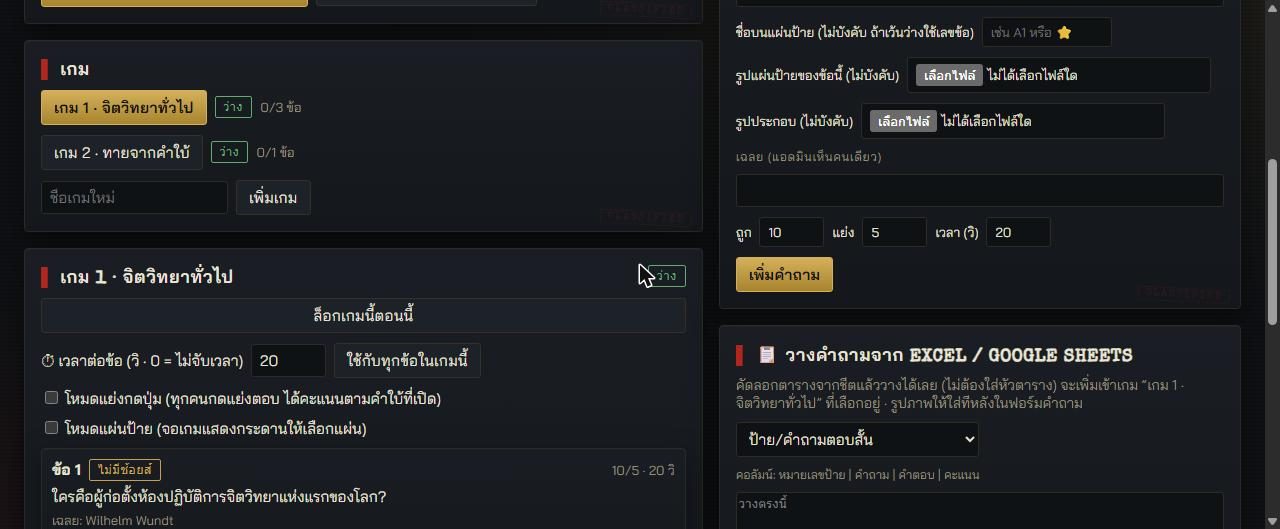 เกม
เกม 1 · จิตวิทยาทั่วไป ว่าง 0/3 ข้อ
เกม 2 · ทายจากคำใบ้ ว่าง 0/1 ข้อ
ชื่อเกมใหม่ เพิ่มเกม
เกม 1 · จิตวิทยาทั่วไป ว่าง
ล็อกเกมนี้ตอนนี้
⏱ เวลาต่อข้อ (วิ · 0 = ไม่จับเวลา) 20 ใช้กับทุกข้อในเกมนี้
โหมดแย่งกดปุ่ม (ทุกคนกดแย่งตอบ ได้คะแนนตามคำใบ้ที่เปิด)
โหมดแผ่นป้าย (จอเกมแสดงกระดานให้เลือกแผ่น)
ข้อ 1 ไม่มีช้อยส์ 10/5 · 20 วิ
ใครคือผู้ก่อตั้งห้องปฏิบัติการจิตวิทยาแห่งแรกของโลก?
เฉลย: Wilhelm Wundt
ชื่อบนแผ่นป้าย (ไม่บังคับ ถ้าเว้นว่างใช้เลขข้อ) เช่น A1 หรือ ⭐
รูปแผ่นป้ายของข้อนี้ (ไม่บังคับ) เลือกไฟล์ ไม่ได้เลือกไฟล์ใด
รูปประกอบ (ไม่บังคับ) เลือกไฟล์ ไม่ได้เลือกไฟล์ใด
เฉลย (แอดมินเห็นคนเดียว)
ถูก 10 แย่ง 5 เวลา (วิ) 20
เพิ่มคำถาม
CLASSIFIED
📋 วางคำถามจาก EXCEL / GOOGLE SHEETS
คัดลอกตารางจากชีตแล้ววางได้เลย (ไม่ต้องใส่หัวตาราง) จะเพิ่มเข้าเกม “เกม 1 ·
จิตวิทยาทั่วไป” ที่เลือกอยู่ · รูปภาพให้ใส่ทีหลังในฟอร์มคำถาม
ป้าย/คำถามตอบสั้น
คอลัมน์: หมายเลขป้าย | คำถาม | คำตอบ | คะแนน
วางตรงนี้